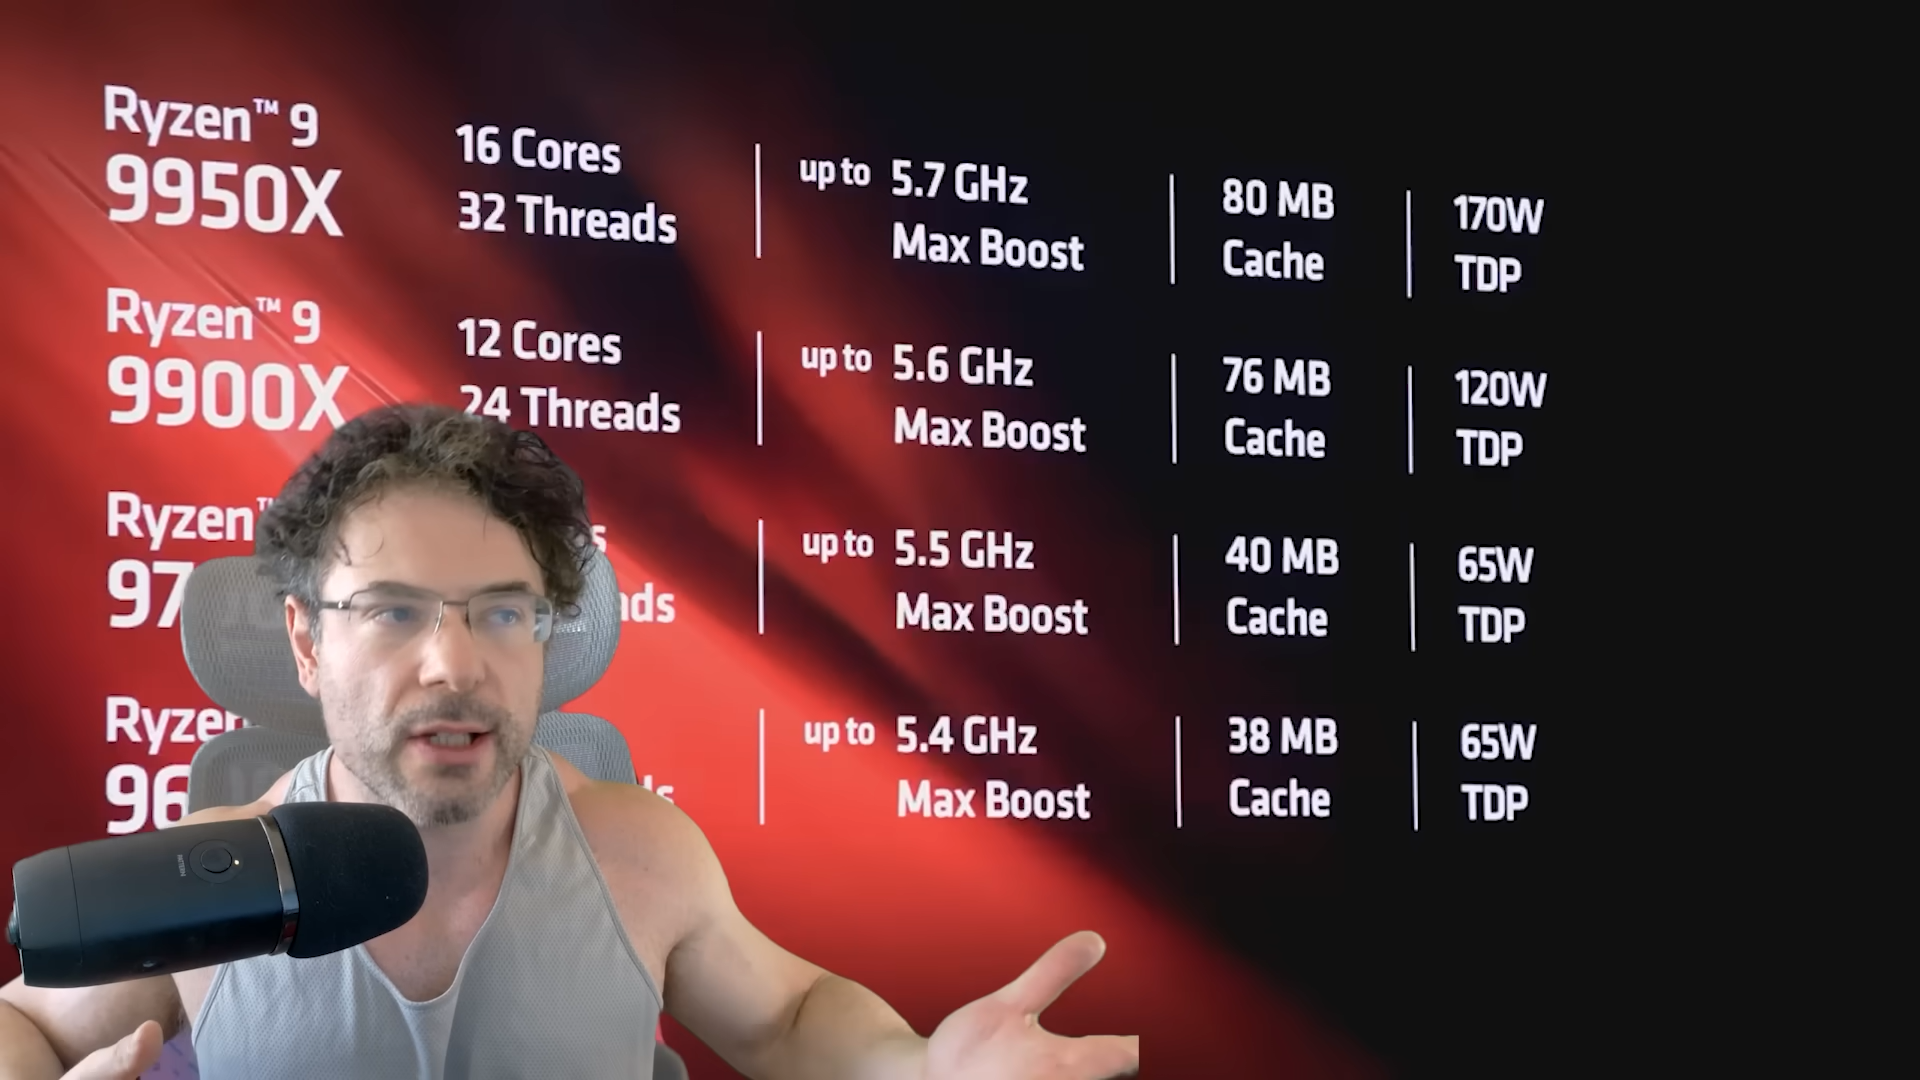 Ryzen™ 9
9950X
16 Cores
32 Threads
up to 5.7 GHz
Max Boost
80 MB
Cache
170W
TDP
Ryzen™ 9
9900X
12 Cores
24 Threads
up to 5.6 GHz
Max Boost
76 MB
Cache
120W
TDP
Ryzen™
97
up to 5.5 GHz
Max Boost
40 MB
Cache
65W
TDP
Ryzen
96
up to 5.4 GHz
Max Boost
38 MB
Cache
65W
TDP